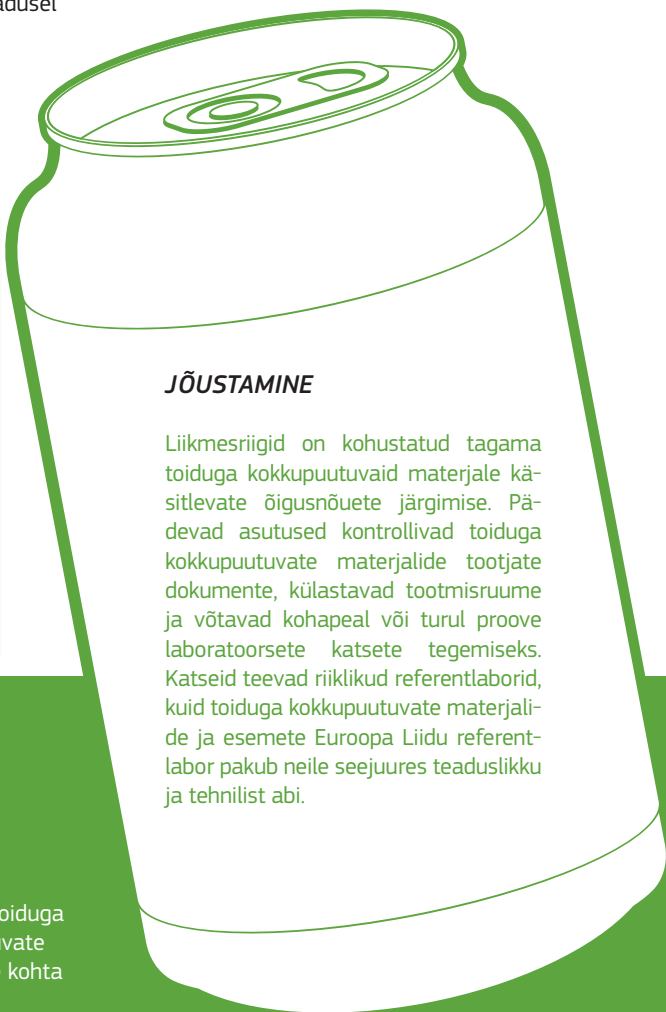 JÕUSTAMINE
Liikmesriigid on kohustatud tagama
toiduga kokkupuutuvaid materjale kä-
sitlevate õigusnõuete järgimise. Pä-
devad asutused kontrollivad toiduga
kokkupuutuvate materjalide tootjate
dokumente, külastavad tootmisruume
ja võtavad kohapeal või turul proove
laboratoorsete katsete tegemiseks.
Katseid teevad riiklikud referentlaborid,
kuid toiduga kokkupuutuvate materjali-
de ja esemete Euroopa Liidu referent-
labor pakub neile seejuures teaduslikku
ja tehnilist abi.
kohta